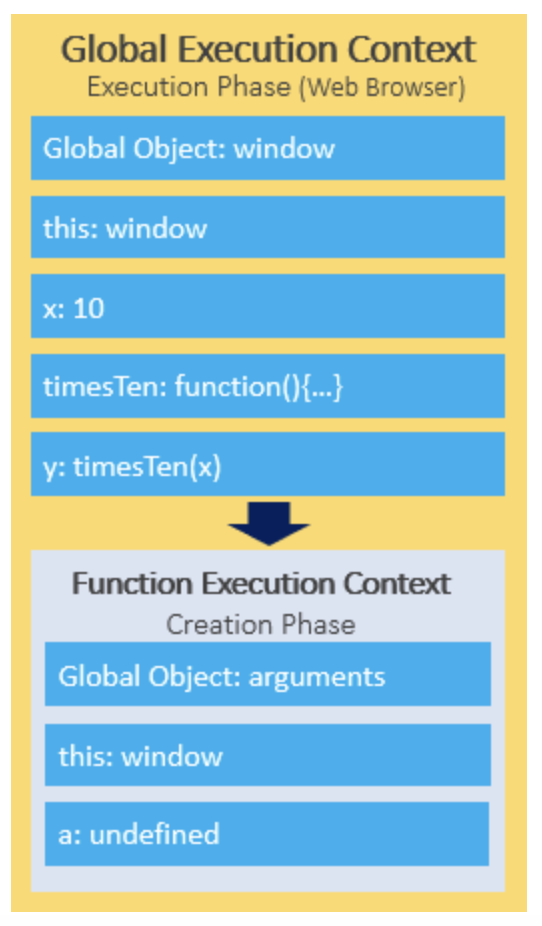 Global Execution Context
Execution Phase (Web Browser)
Global Object: window
this: window
x: 10
timesTen: function(){...}
y: timesTen(x)
Function Execution Context
Creation Phase
Global Object: arguments
this: window
a: undefined